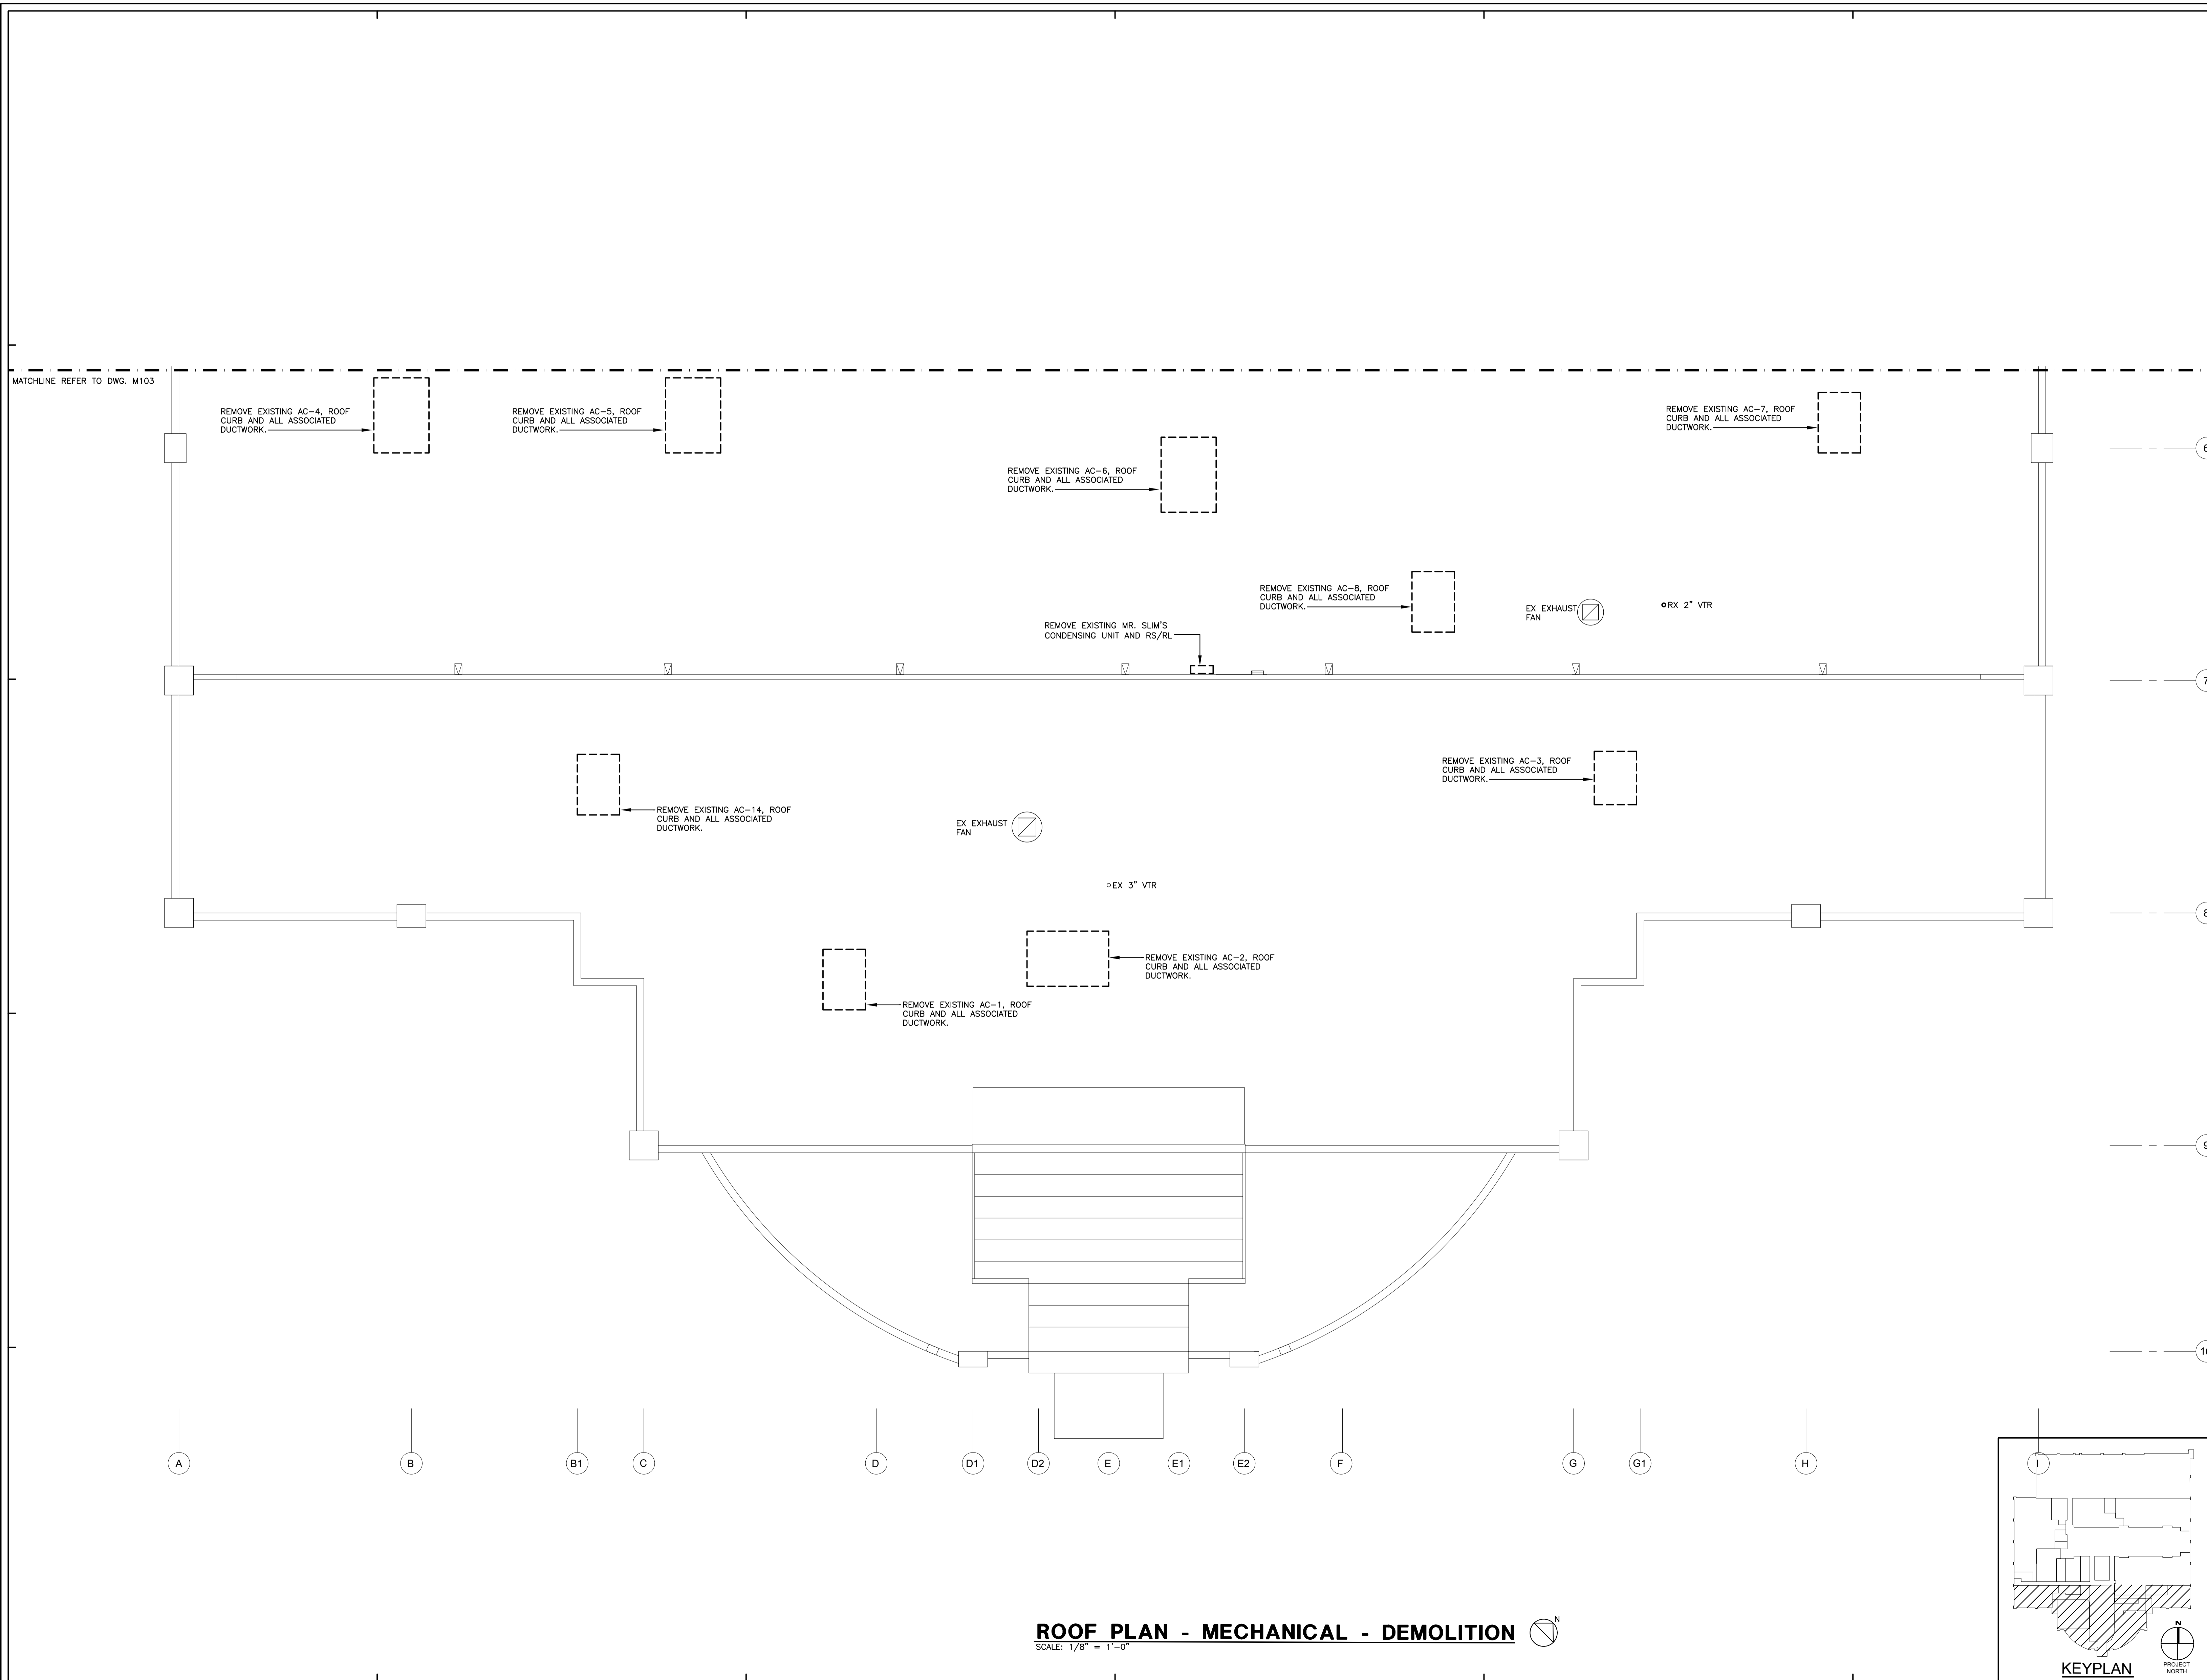 MATCHLINE REFER TO DWG. M103
REMOVE EXISTING AC-4, ROOF
CURB AND ALL ASSOCIATED
DUCTWORK.
REMOVE EXISTING AC-5, ROOF
CURB AND ALL ASSOCIATED
DUCTWORK.
REMOVE EXISTING AC-7, ROOF
CURB AND ALL ASSOCIATED
DUCTWORK.
6
REMOVE EXISTING AC-6, ROOF
CURB AND ALL ASSOCIATED
DUCTWORK.
REMOVE EXISTING AC-8, ROOF
CURB AND ALL ASSOCIATED
DUCTWORK.
EX EXHAUST
FAN
RX 2" VTR
REMOVE EXISTING MR. SLIM'S
CONDENSING UNIT AND RS/RL
7
REMOVE EXISTING AC-3, ROOF
CURB AND ALL ASSOCIATED
DUCTWORK.
REMOVE EXISTING AC-14, ROOF
CURB AND ALL ASSOCIATED
DUCTWORK.
EX EXHAUST
FAN
EX 3" VTR
8
REMOVE EXISTING AC-2, ROOF
CURB AND ALL ASSOCIATED
DUCTWORK.
REMOVE EXISTING AC-1, ROOF
CURB AND ALL ASSOCIATED
DUCTWORK.
9
A
B
B1
C
D
D1
D2
E
E1
E2
F
G
G1
H
I
ROOF PLAN - MECHANICAL - DEMOLITION
N
SCALE: 1/8" = 1'-0"
N
PROJECT
NORTH
KEYPLAN